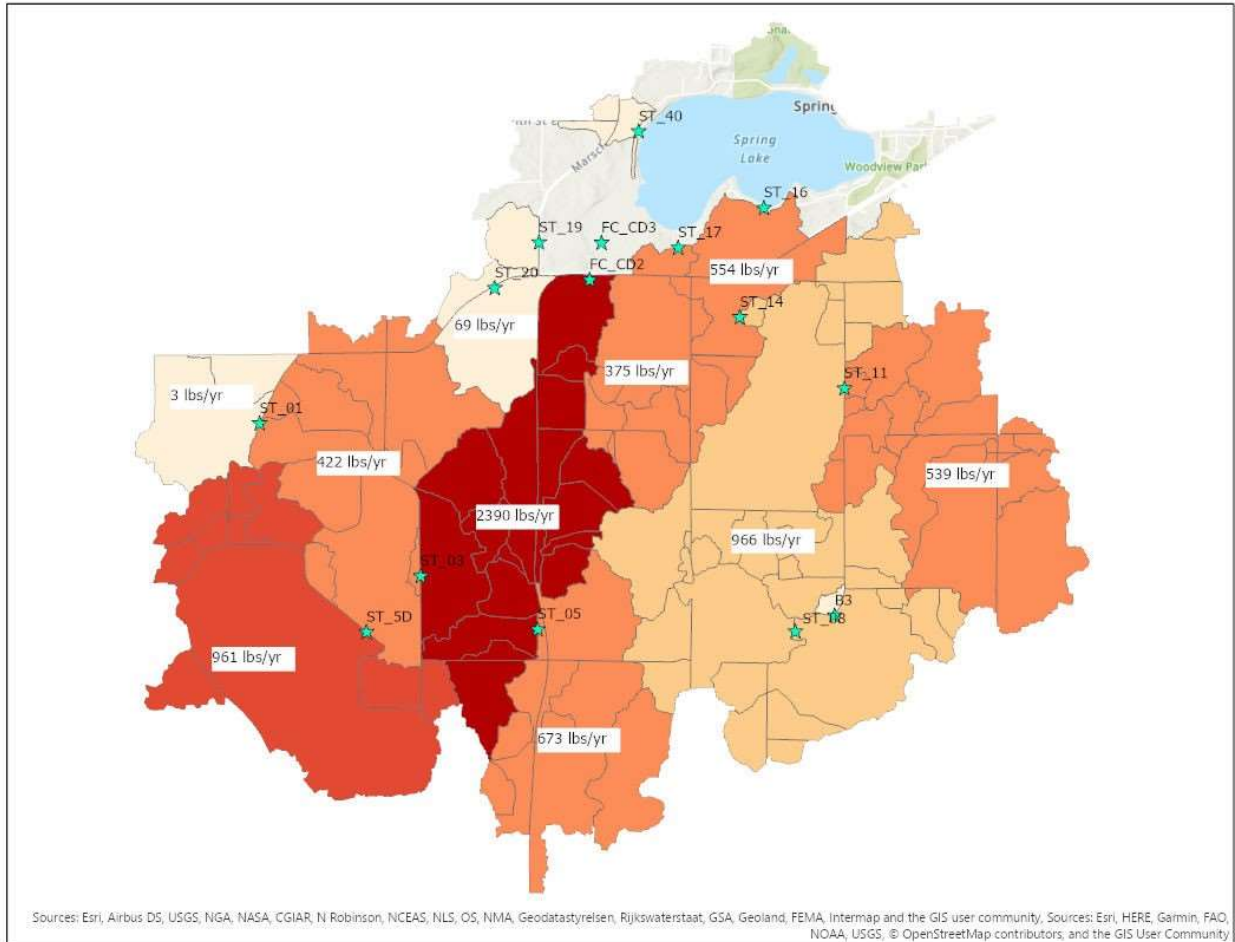 ST_40
Spring
Spring
Lake
Marsch
Woodview Par
ST_16
ST_19
FC_CD3
ST_17
554 lbs/yr
FC_CD2
ST_20
ST_14
69 lbs/yr
375 lbs/yr
3 lbs/yr
ST_11
ST_01
422 lbs/yr
539 lbs/yr
2390 lbs/yr
966 lbs/yr
ST_03
B3
ST_5D
ST_05
ST_08
961 lbs/yr
673 lbs/yr
Sources: Esri, Airbus DS, USGS, NGA, NASA, CGIAR, N Robinson, NCEAS, NLS, OS, NMA, Geodatastyrelsen, Rijkswaterstaat, GSA, Geoland, FEMA, Intermap and the GIS user community, Sources: Esri, HERE, Garmin, FAO,
NOAA, USGS, © OpenStreetMap contributors, and the GIS User Community